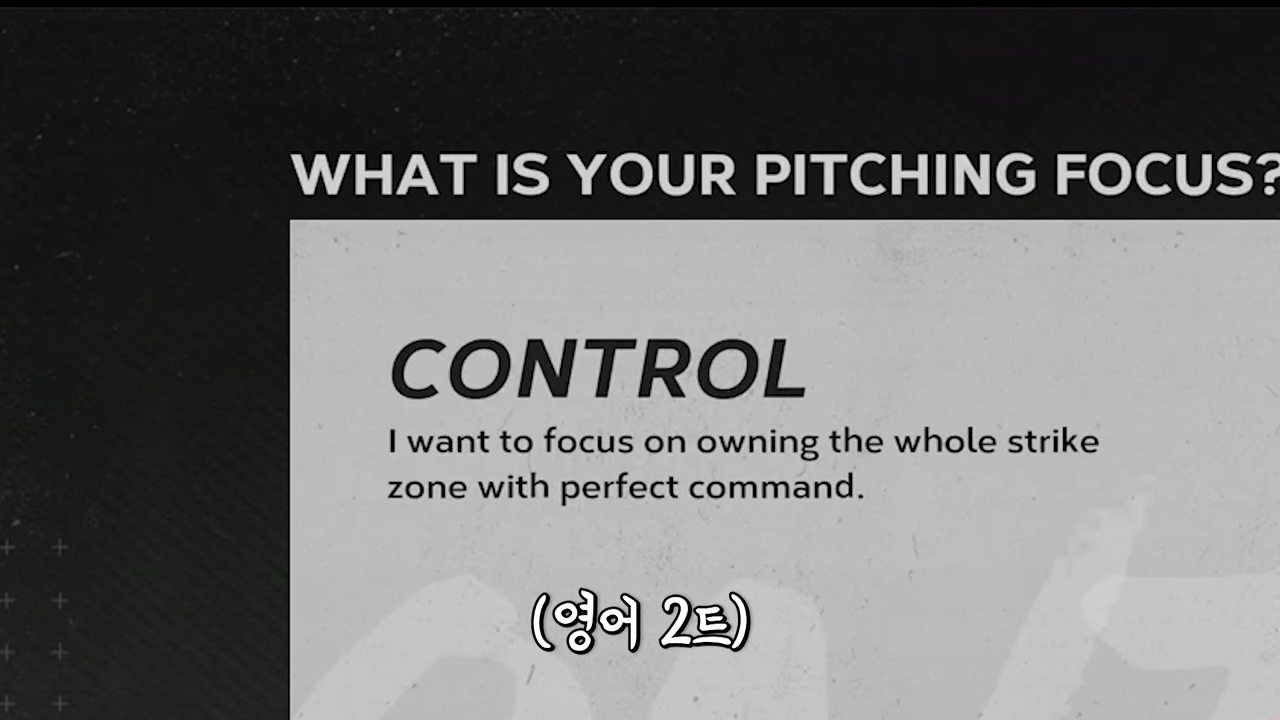 WHAT IS YOUR PITCHING FOCUS?
CONTROL
I want to focus on owning the whole strike
zone with perfect command.
(영어 2트)